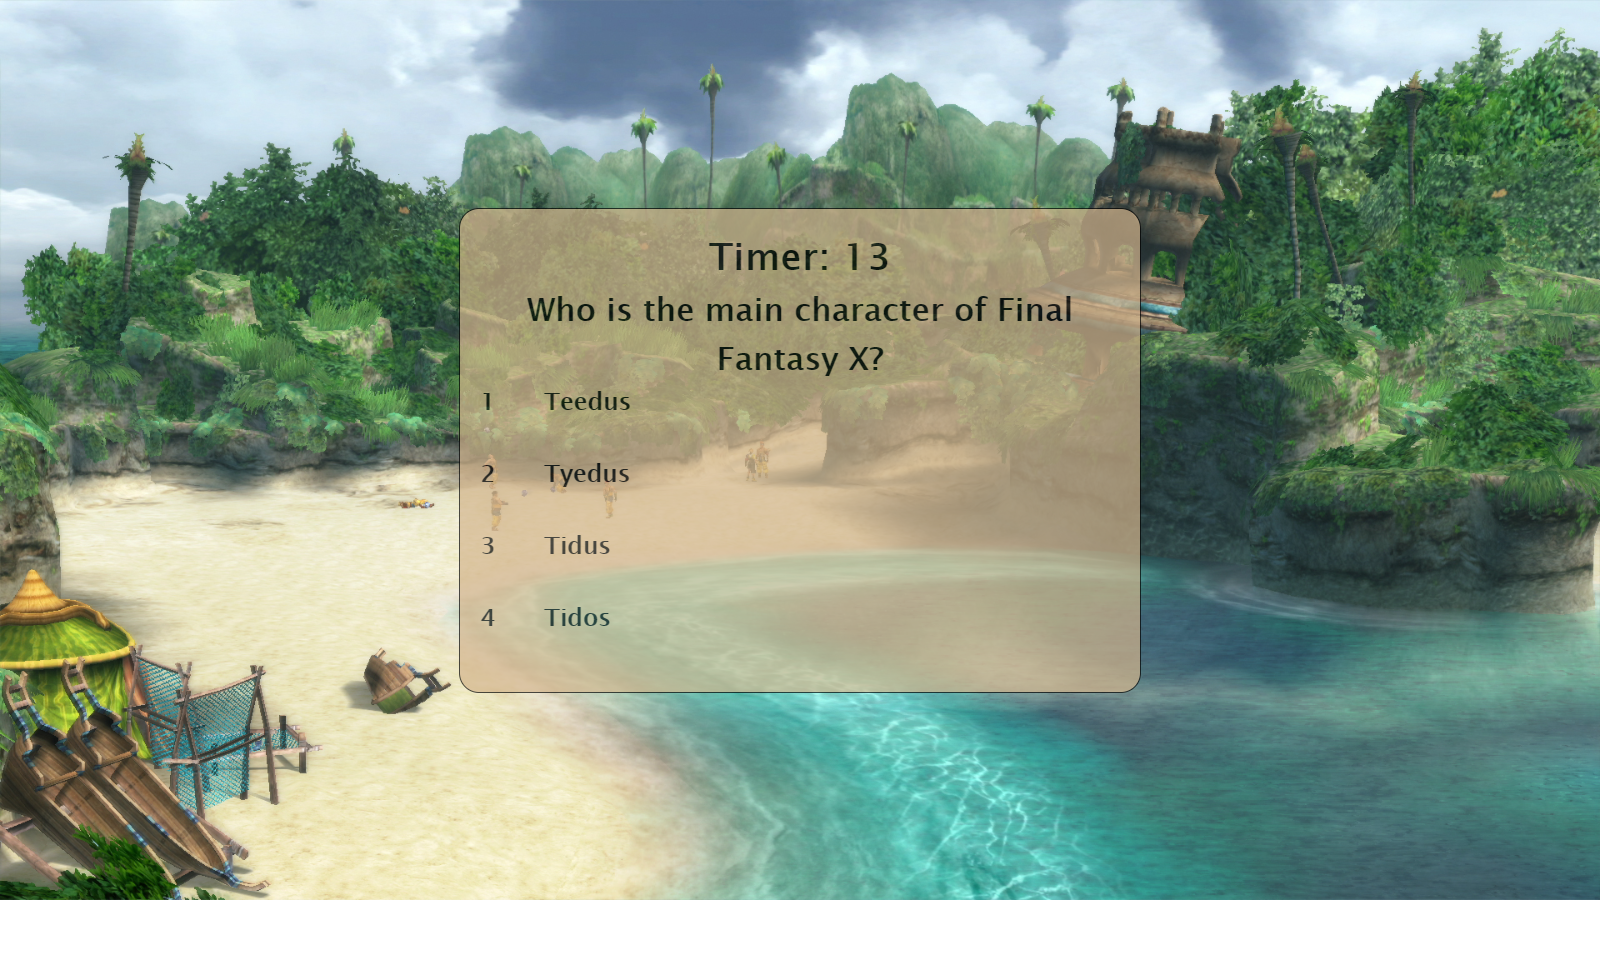 Timer: 13
Who is the main character of Final
Fantasy X?
1 Teedus
2 Tyedus
3 Tidus
4 Tidos